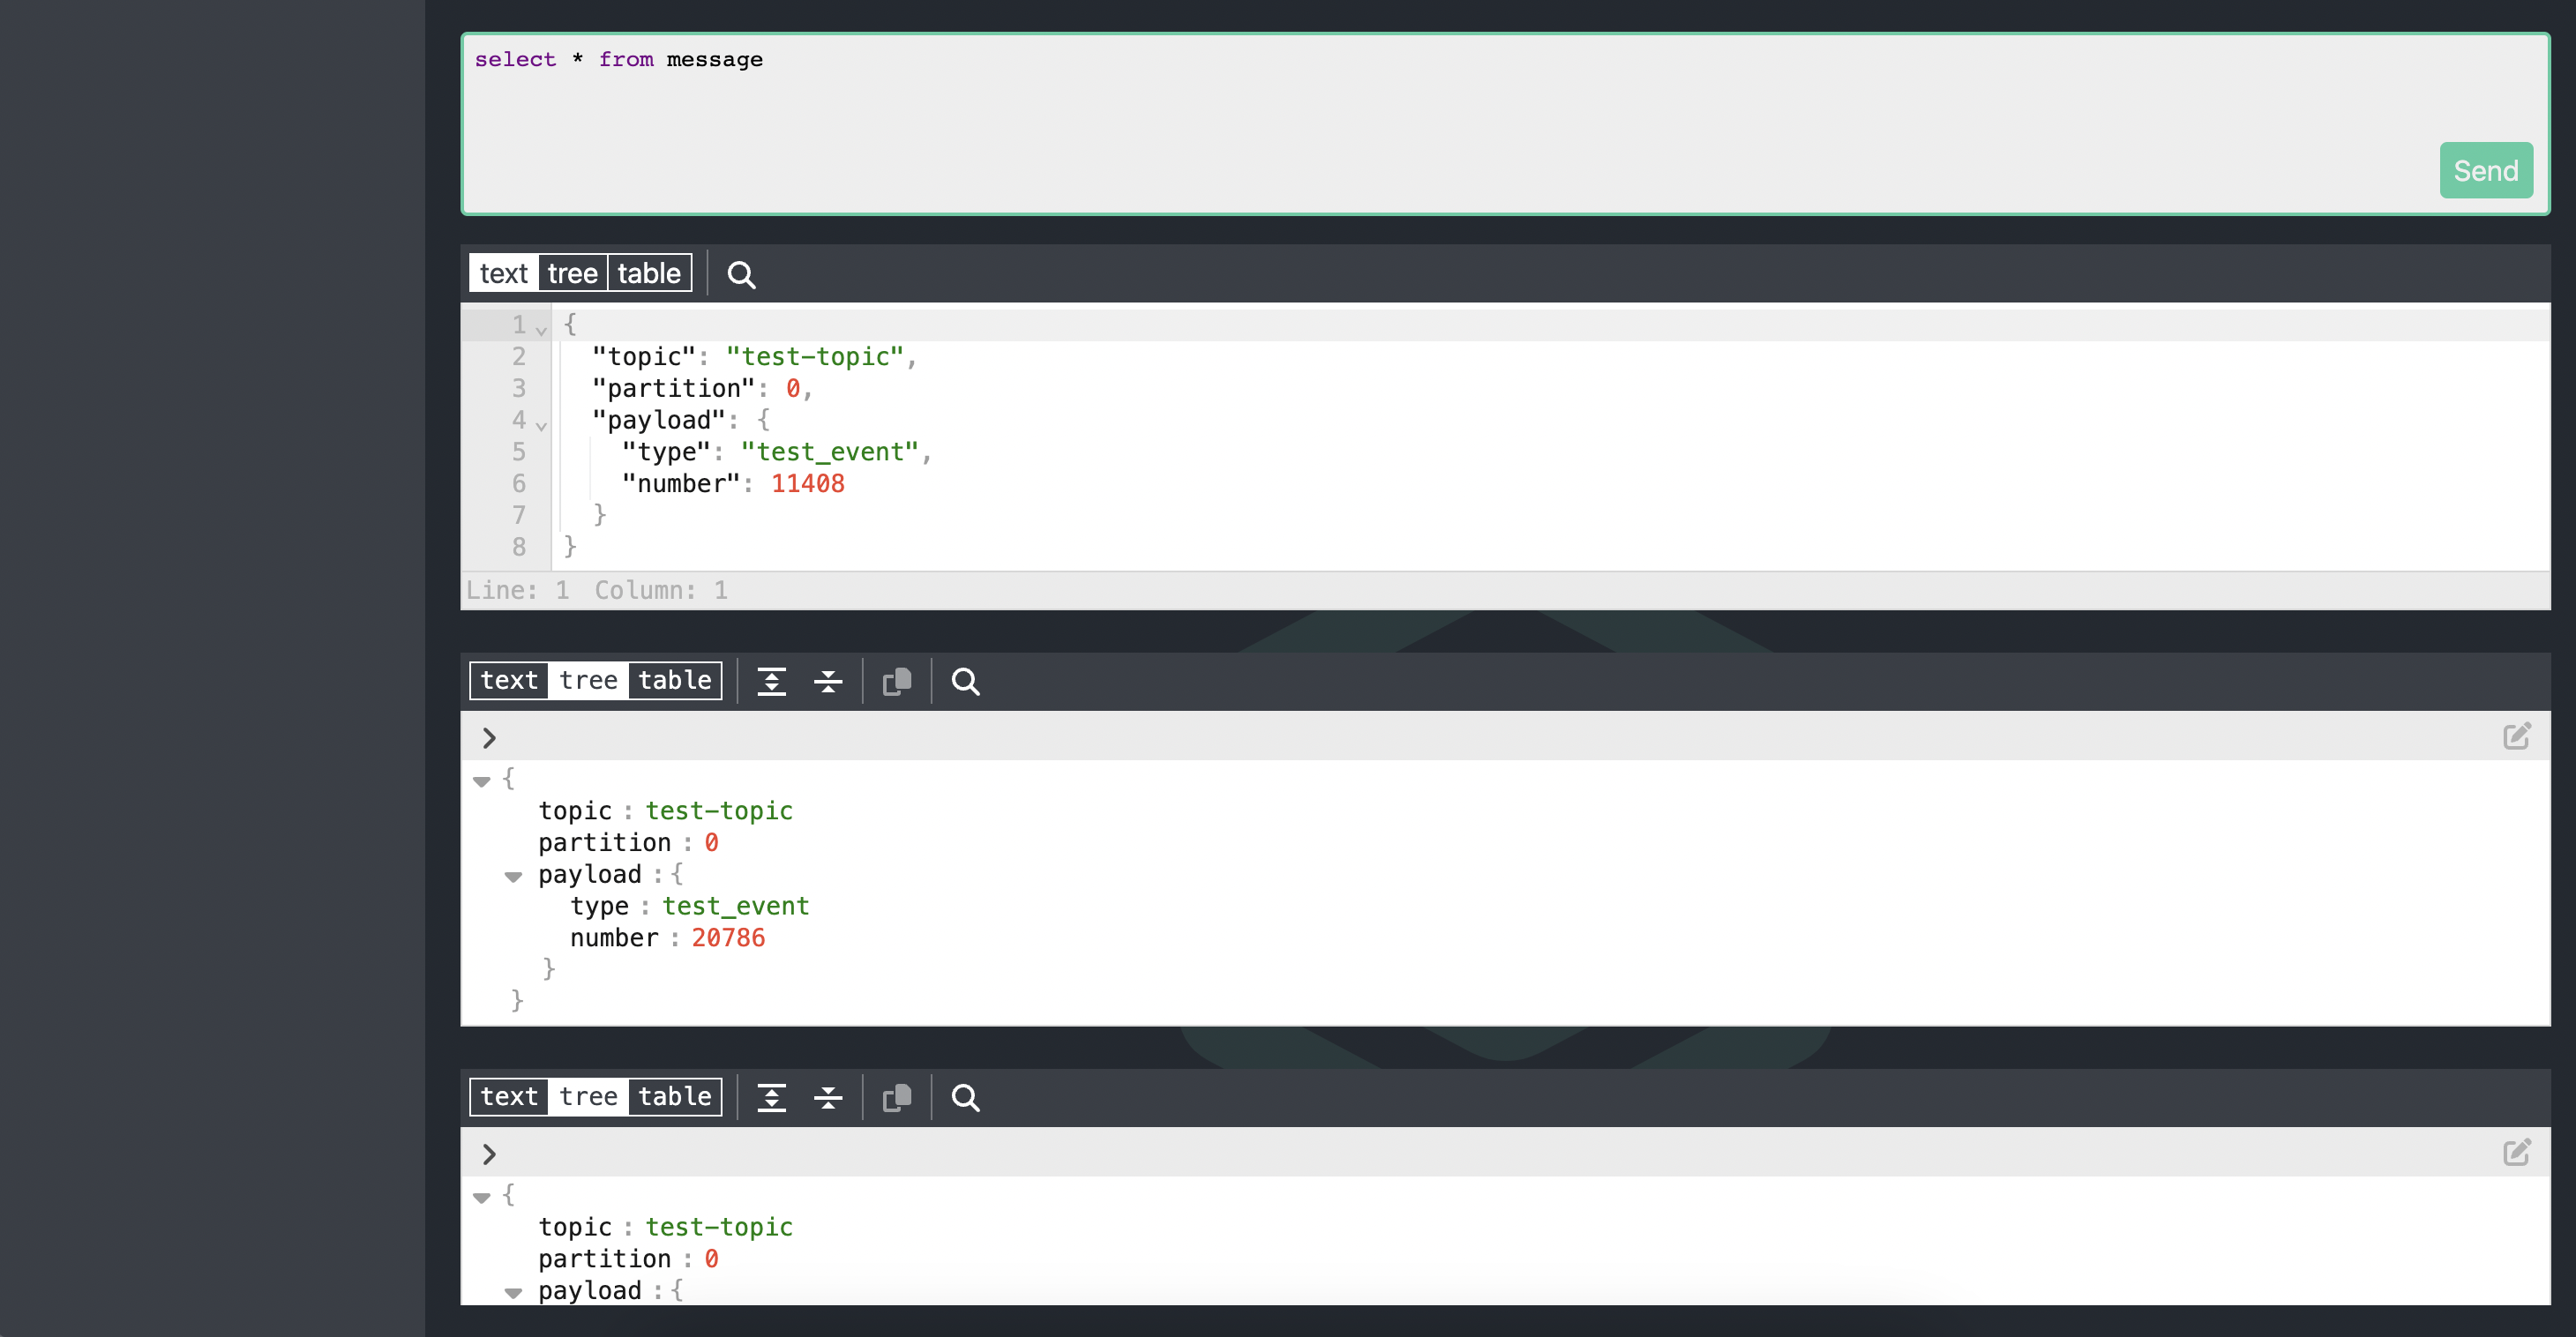 select * from message
Send
text tree table
1 {
2 "topic": "test-topic",
3 "partition": 0,
4 "payload": {
5 "type": "test_event",
6 "number": 11408
7 }
8 }
Line: 1 Column: 1
text tree table
{
topic : test-topic
partition : 0
payload : {
type : test_event
number : 20786
}
}
text tree table
{
topic : test-topic
partition : 0
payload : {